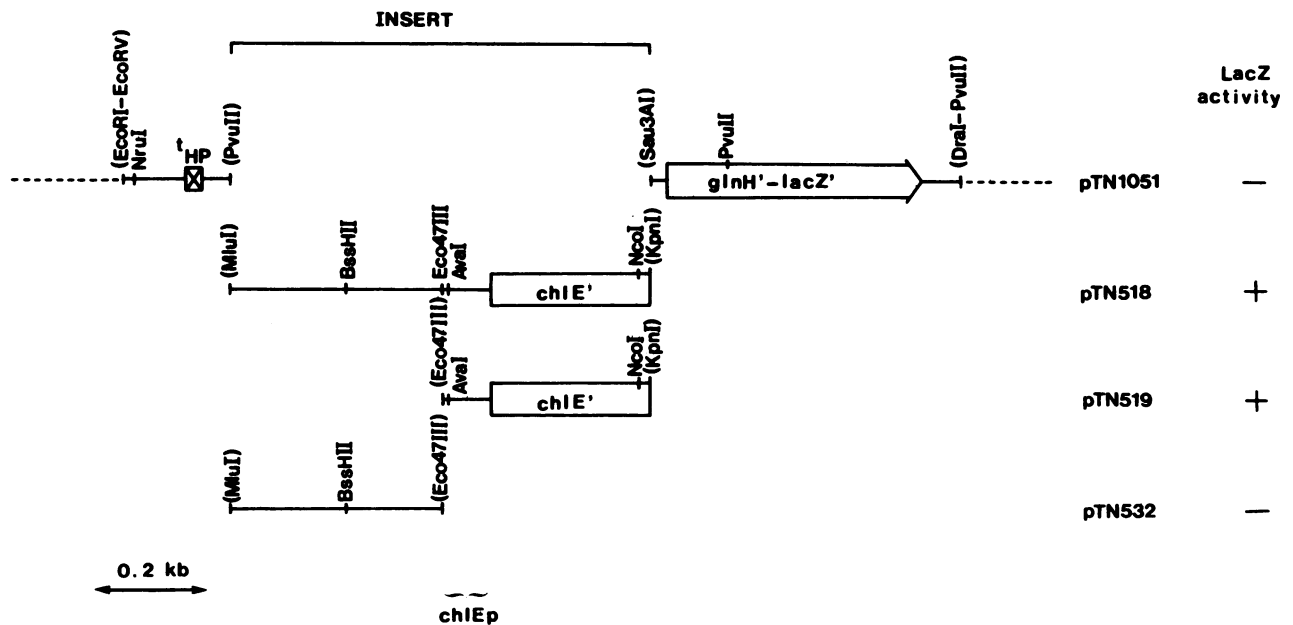 INSERT
LacZ
activity
(EcoRI-EcoRV)
NruI
tHP
(PvuII)
(Sau3AI)
PvuII
(DraI-PvuII)
glnH'-lacZ'
pTN1051
−
(MluI)
BssHII
Eco47III
AvaI
NcoI
(KpnI)
chlE'
pTN518
+
(Eco47III)
AvaI
NcoI
(KpnI)
chlE'
pTN519
+
(MluI)
BssHII
(Eco47III)
pTN532
−
0.2 kb
chlEp